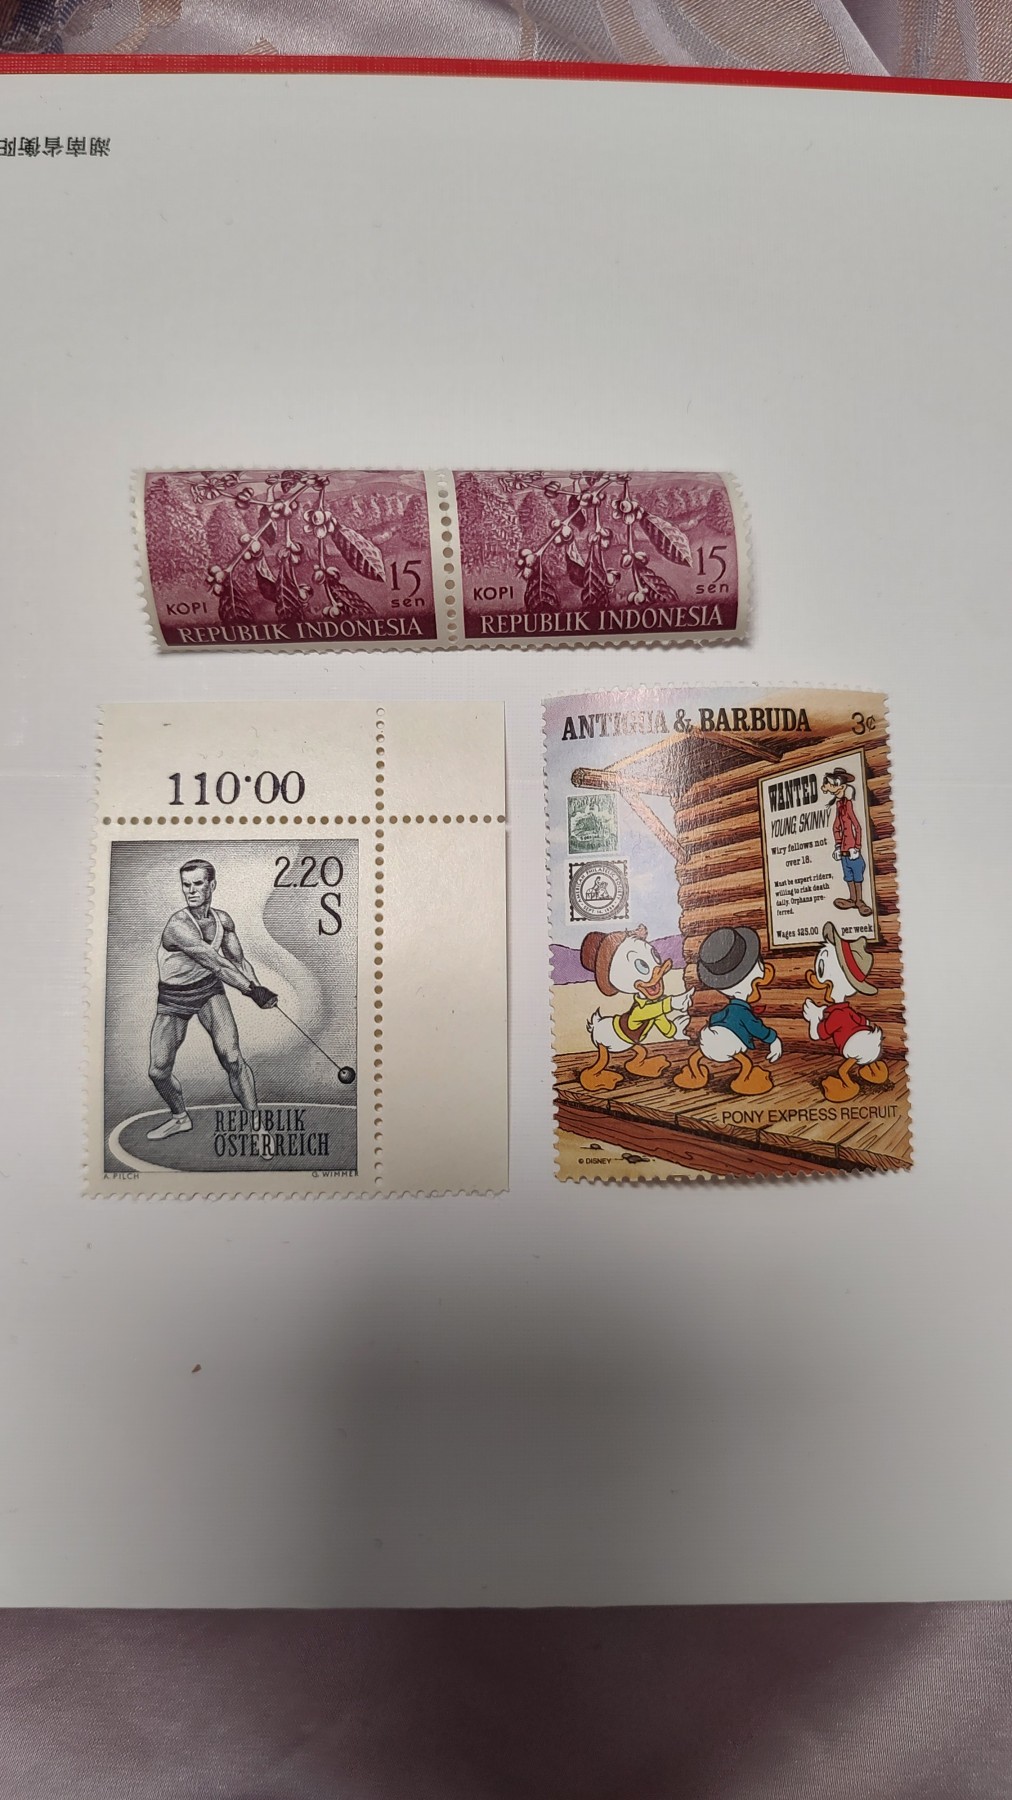 湖南省衡阳
KOPI
15
sen
REPUBLIK INDONESIA
KOPI
15
sen
REPUBLIK INDONESIA
110·00
2.20
S
REPUBLIK
ÖSTERREICH
A. PILCH
G. WIMMER
ANTIGUA & BARBUDA
3¢
WANTED
YOUNG, SKINNY
Wiry fellows not
over 18.
Must be expert riders,
willing to risk death
daily. Orphans pre-
ferred.
Wages $25.00 per week
PONY EXPRESS RECRUIT
© DISNEY